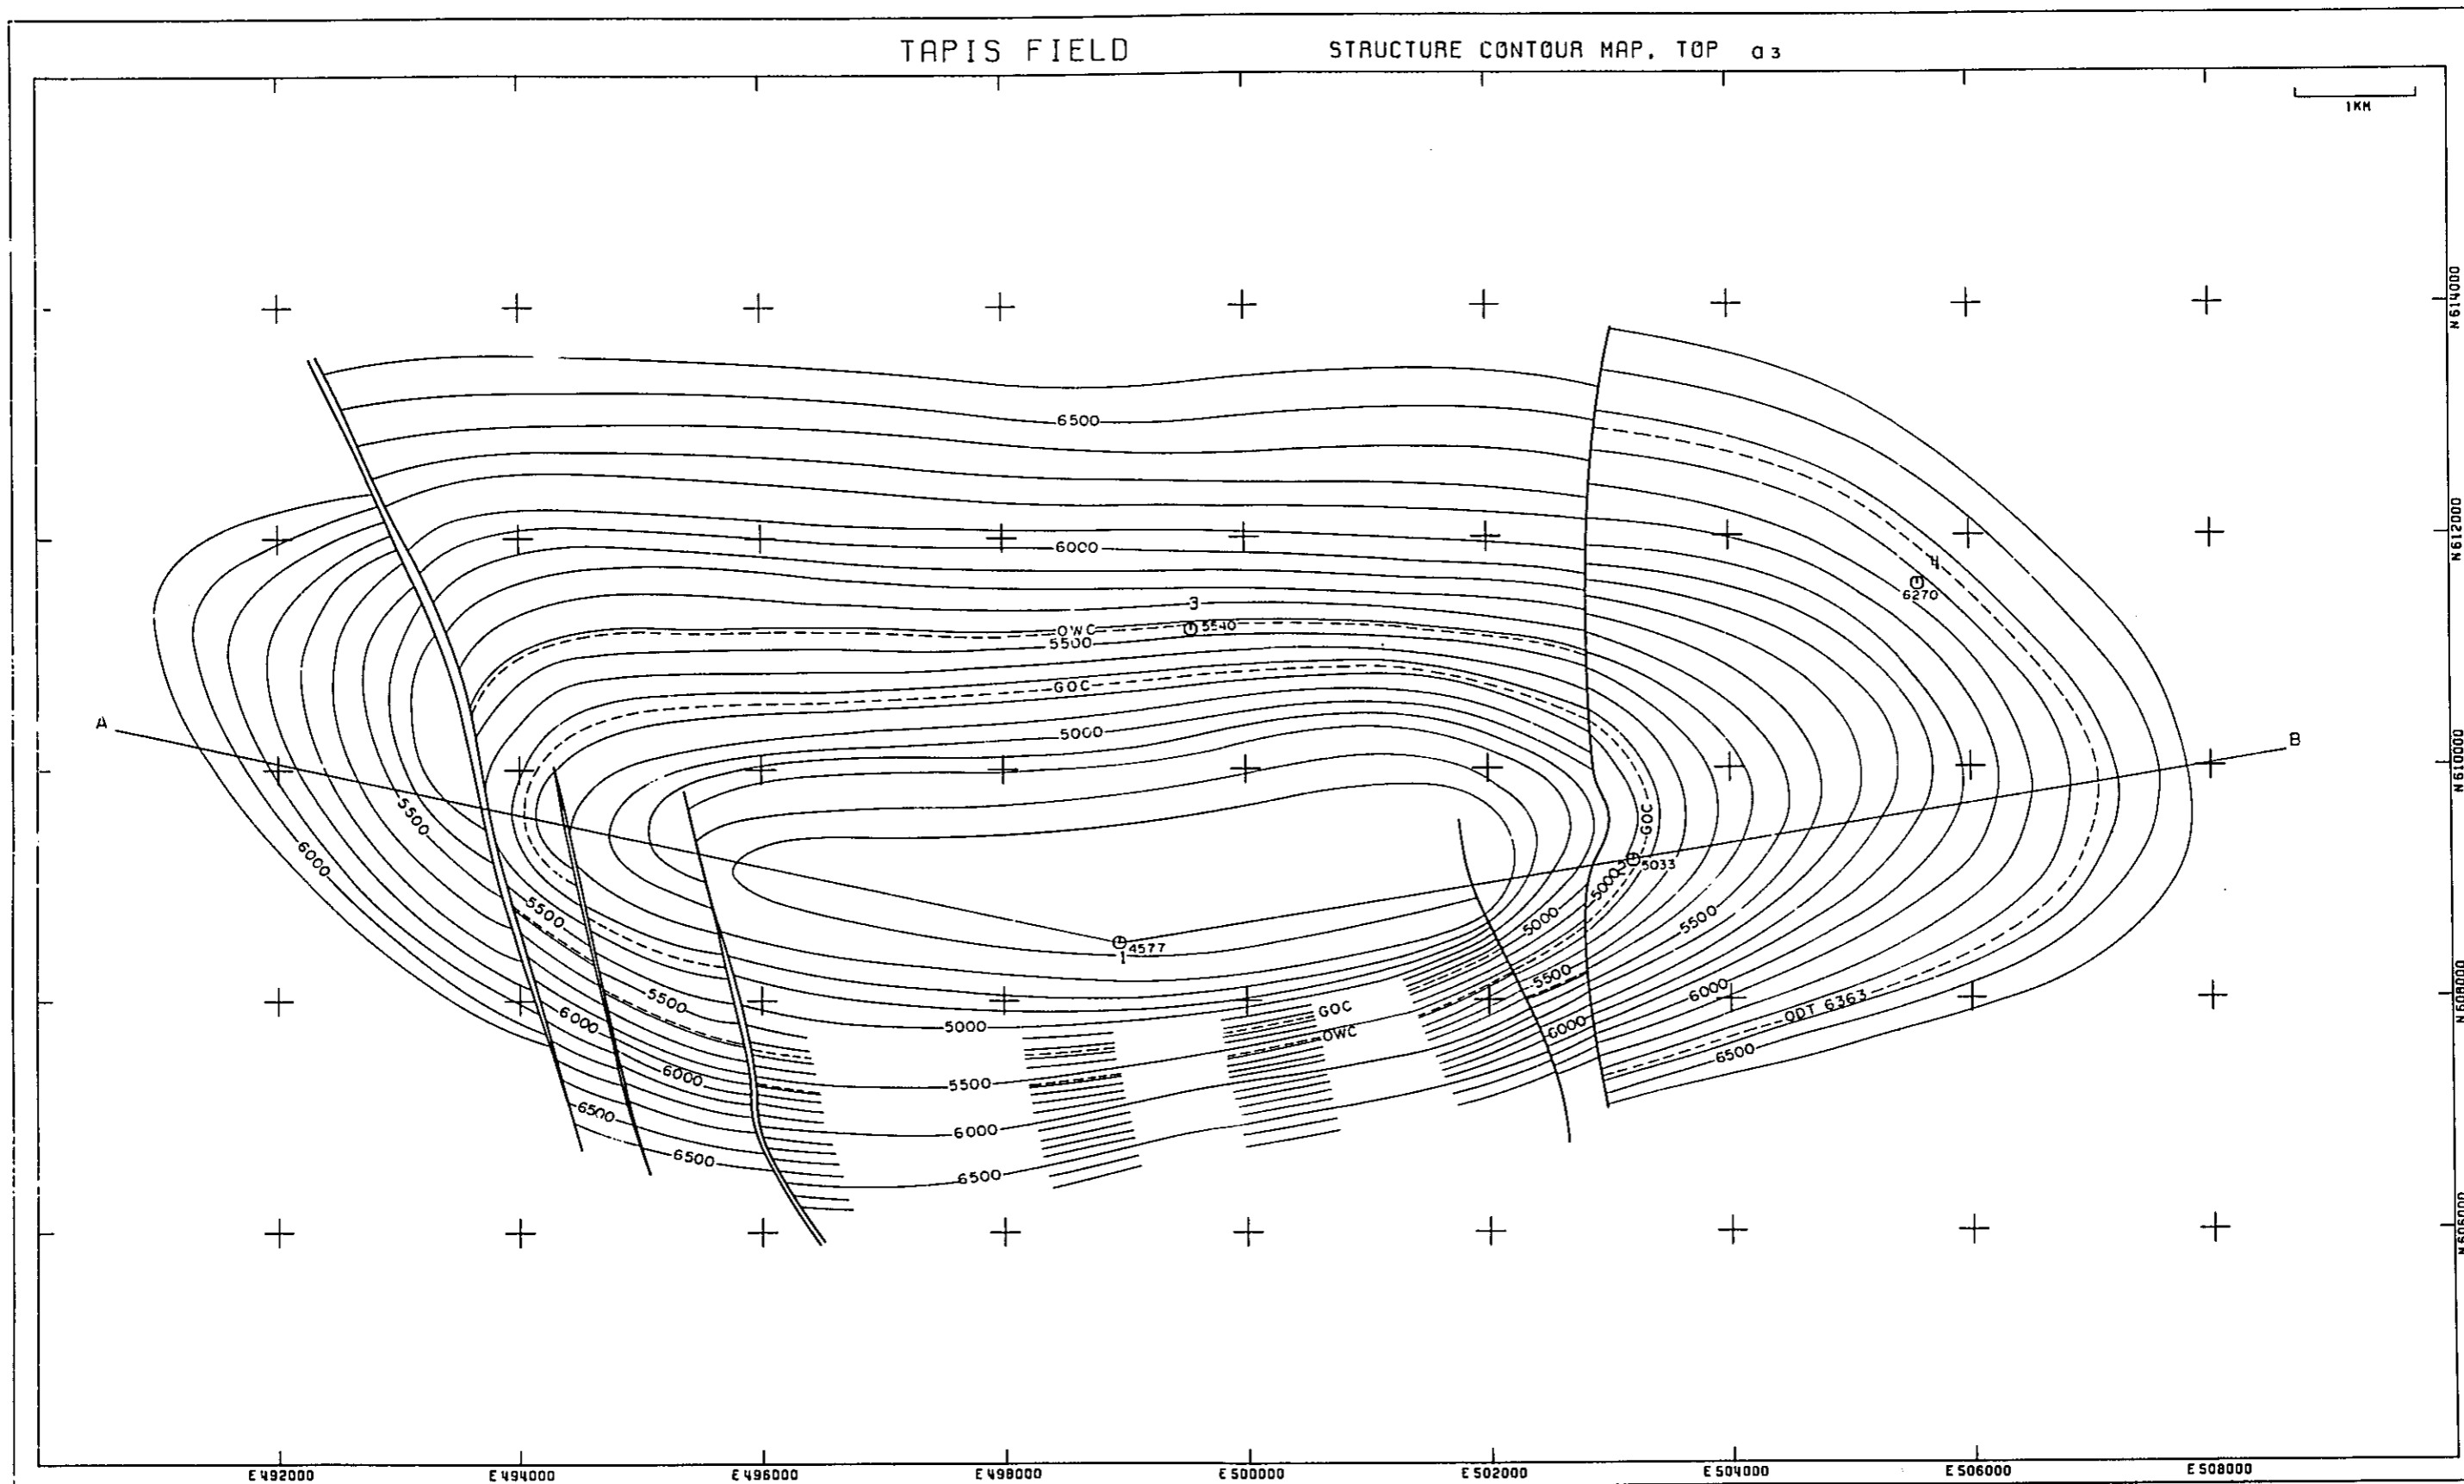 TAPIS FIELD STRUCTURE CONTOUR MAP, TOP a3
1KM
N614000
6500
N612000
6000
4
6270
3
OWC 5540
5500
GOC
A
5000
B
N610000
5500
GOC
6000
2 5033
5000
5500
5000
5500
4577
1
5500
5500
6000
N608000
ODT 6363
GOC
6000
5000
OWC
6000
6500
6000
5500
6500
6000
6500
6500
N606000
E492000 E494000 E496000 E498000 E500000 E502000 E504000 E506000 E508000